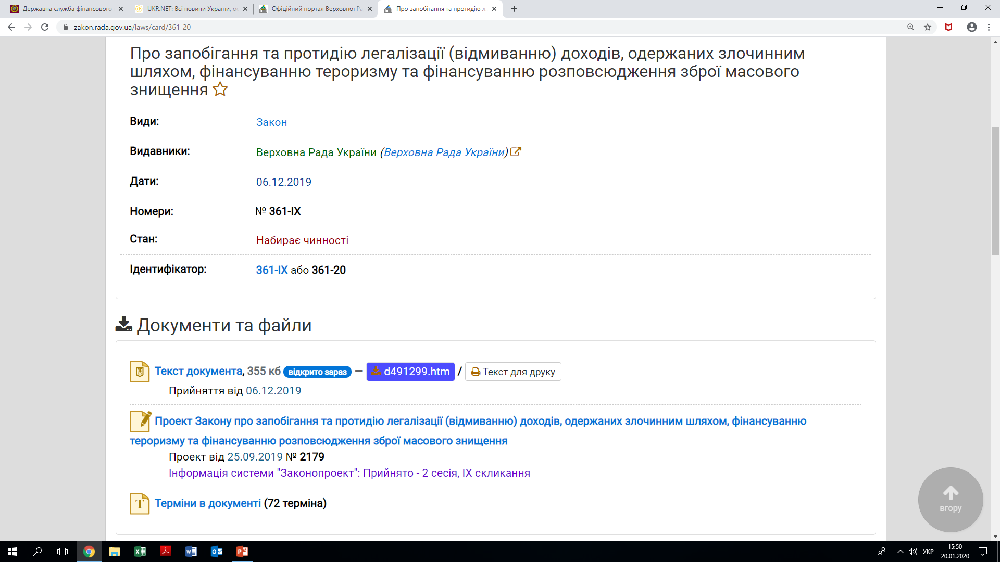 Державна служба фінансового
UKR.NET: Всі новини України, ос
Офіційний портал Верховної Ра
Про запобігання та протидію л
zakon.rada.gov.ua/laws/card/361-20
Про запобігання та протидію легалізації (відмиванню) доходів, одержаних злочинним
шляхом, фінансуванню тероризму та фінансуванню розповсюдження зброї масового
знищення
Види: Закон
Видавники: Верховна Рада України (Верховна Рада України)
Дати: 06.12.2019
Номери: № 361-IX
Стан: Набирає чинності
Ідентифікатор: 361-IX або 361-20
Документи та файли
Текст документа, 355 кб відкрито зараз — d491299.htm / Текст для друку
Прийняття від 06.12.2019
Проект Закону про запобігання та протидію легалізації (відмиванню) доходів, одержаних злочинним шляхом, фінансуванню
тероризму та фінансуванню розповсюдження зброї масового знищення
Проект від 25.09.2019 № 2179
Інформація системи "Законопроект": Прийнято - 2 сесія, IX скликання
Т Терміни в документі (72 терміна)
вгору
УКР
15:50
20.01.2020